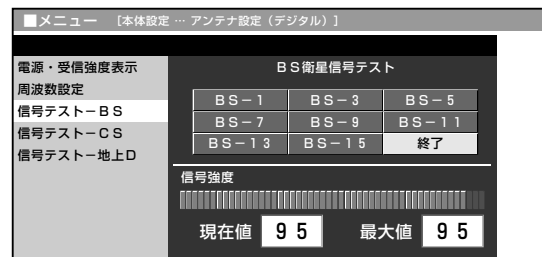 ■メニュー [本体設定 … アンテナ設定（デジタル）]
電源・受信強度表示
周波数設定
信号テスト－ＢＳ
信号テスト－ＣＳ
信号テスト－地上Ｄ
ＢＳ衛星信号テスト
ＢＳ－１ ＢＳ－３ ＢＳ－５
ＢＳ－７ ＢＳ－９ ＢＳ－１１
ＢＳ－１３ ＢＳ－１５ 終了
信号強度
現在値 ９５ 最大値 ９５